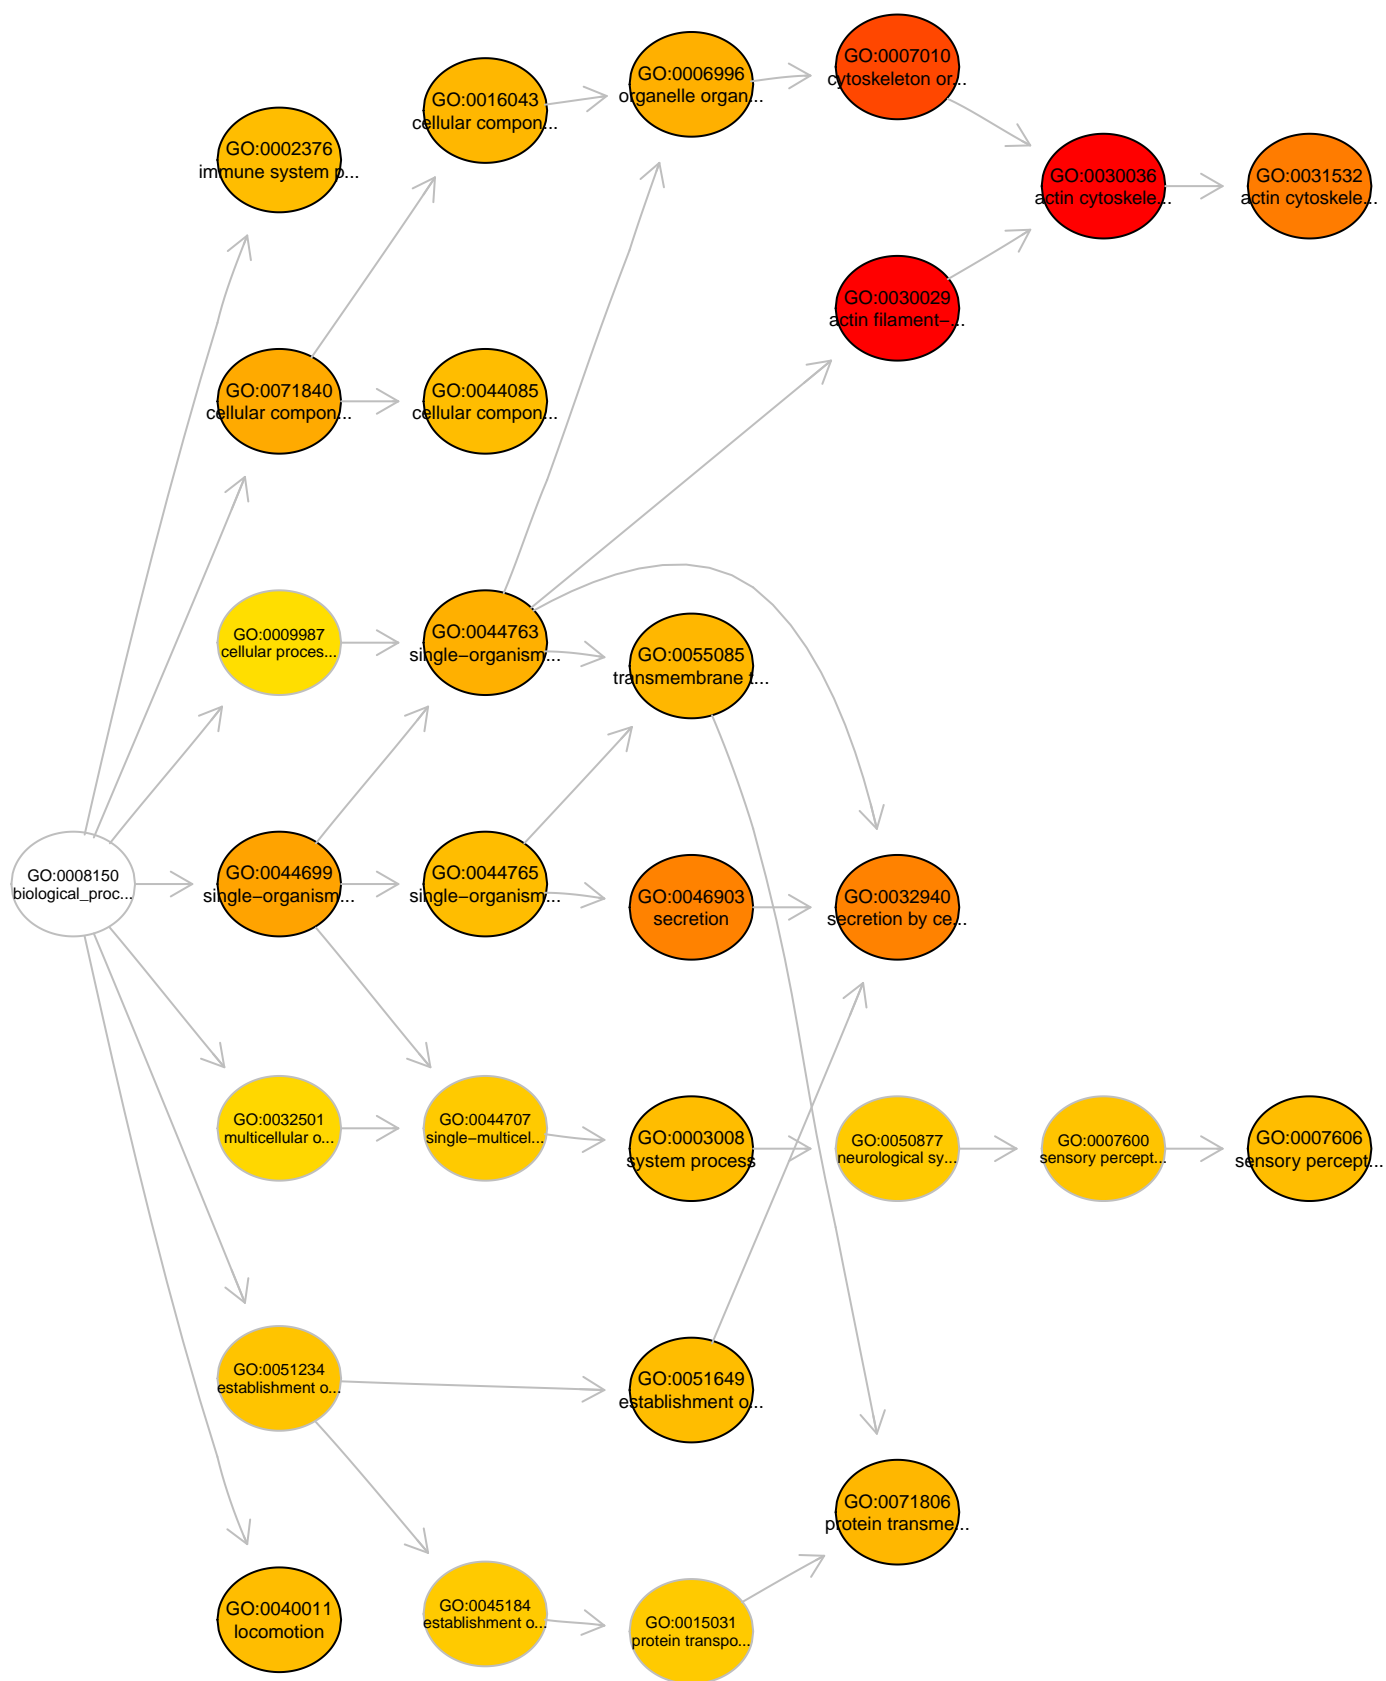 GO:0007010
cytoskeleton or...
GO:0006996
organelle organ...
GO:0016043
cellular compon...
GO:0002376
immune system p...
GO:0030036
actin cytoskele...
GO:0031532
actin cytoskele...
GO:0030029
actin filament−...
GO:0071840
cellular compon...
GO:0044085
cellular compon...
GO:0009987
cellular proces...
GO:0044763
single−organism...
GO:0055085
transmembrane t...
GO:0008150
biological_proc...
GO:0044699
single−organism...
GO:0044765
single−organism...
GO:0046903
secretion
GO:0032940
secretion by ce...
GO:0032501
multicellular o...
GO:0044707
single−multicel...
GO:0003008
system process
GO:0050877
neurological sy...
GO:0007600
sensory percept...
GO:0007606
sensory percept...
GO:0051234
establishment o...
GO:0051649
establishment o...
GO:0071806
protein transme...
GO:0040011
locomotion
GO:0045184
establishment o...
GO:0015031
protein transpo...